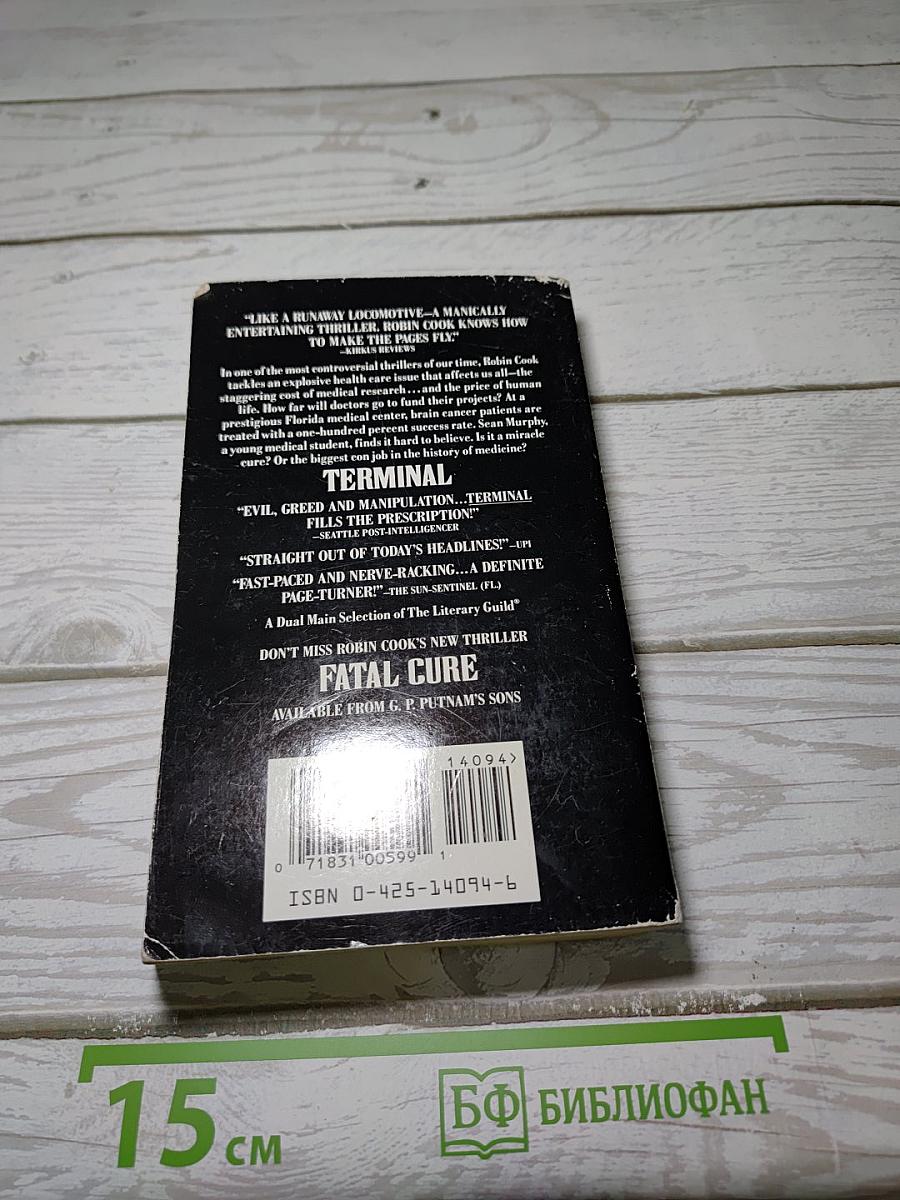 “LIKE A RUNAWAY LOCOMOTIVE—A MANICALLY
ENTERTAINING THRILLER. ROBIN COOK KNOWS HOW
TO MAKE THE PAGES FLY.”
—KIRKUS REVIEWS
In one of the most controversial thrillers of our time, Robin Cook
tackles an explosive health care issue that affects us all—the
staggering cost of medical research...and the price of human
life. How far will doctors go to fund their projects? At a
prestigious Florida medical center, brain cancer patients are
treated with a one-hundred percent success rate. Sean Murphy,
a young medical student, finds it hard to believe. Is it a miracle
cure? Or the biggest con job in the history of medicine?
TERMINAL
“EVIL, GREED AND MANIPULATION...TERMINAL
FILLS THE PRESCRIPTION!”
—SEATTLE POST-INTELLIGENCER
“STRAIGHT OUT OF TODAY'S HEADLINES!”—UPI
“FAST-PACED AND NERVE-RACKING...A DEFINITE
PAGE-TURNER!”—THE SUN-SENTINEL (FL.)
A Dual Main Selection of The Literary Guild®
DON'T MISS ROBIN COOK'S NEW THRILLER
FATAL CURE
AVAILABLE FROM G. P. PUTNAM'S SONS
14094>
0 71831 00599 1
ISBN 0-425-14094-6
15 см
БФ БИБЛИОФАН